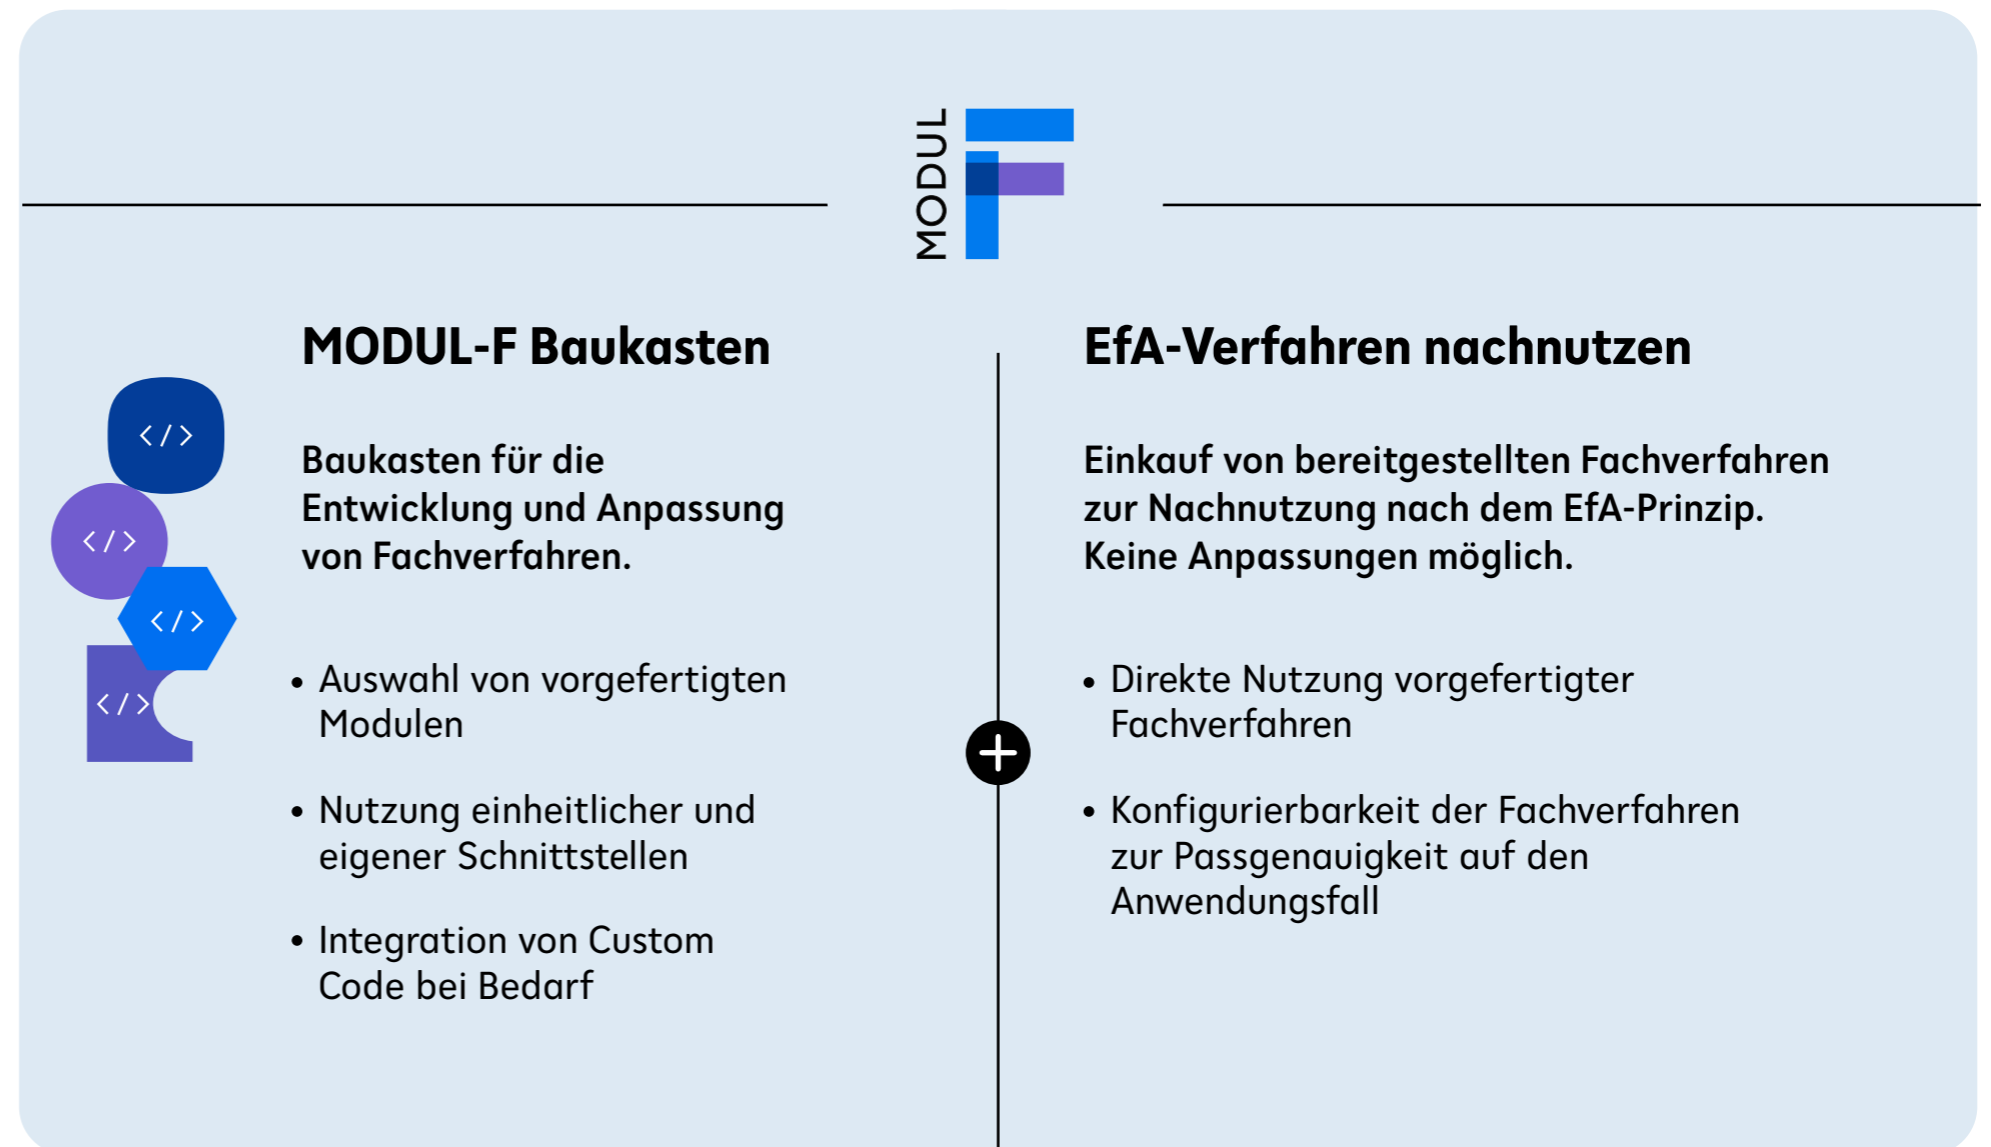 MODUL
MODUL-F Baukasten
Baukasten für die
Entwicklung und Anpassung
von Fachverfahren.
</>
</>
</>
</>
• Auswahl von vorgefertigten
Modulen
• Nutzung einheitlicher und
eigener Schnittstellen
• Integration von Custom
Code bei Bedarf
+
EfA-Verfahren nachnutzen
Einkauf von bereitgestellten Fachverfahren
zur Nachnutzung nach dem EfA-Prinzip.
Keine Anpassungen möglich.
• Direkte Nutzung vorgefertigter
Fachverfahren
• Konfigurierbarkeit der Fachverfahren
zur Passgenauigkeit auf den
Anwendungsfall